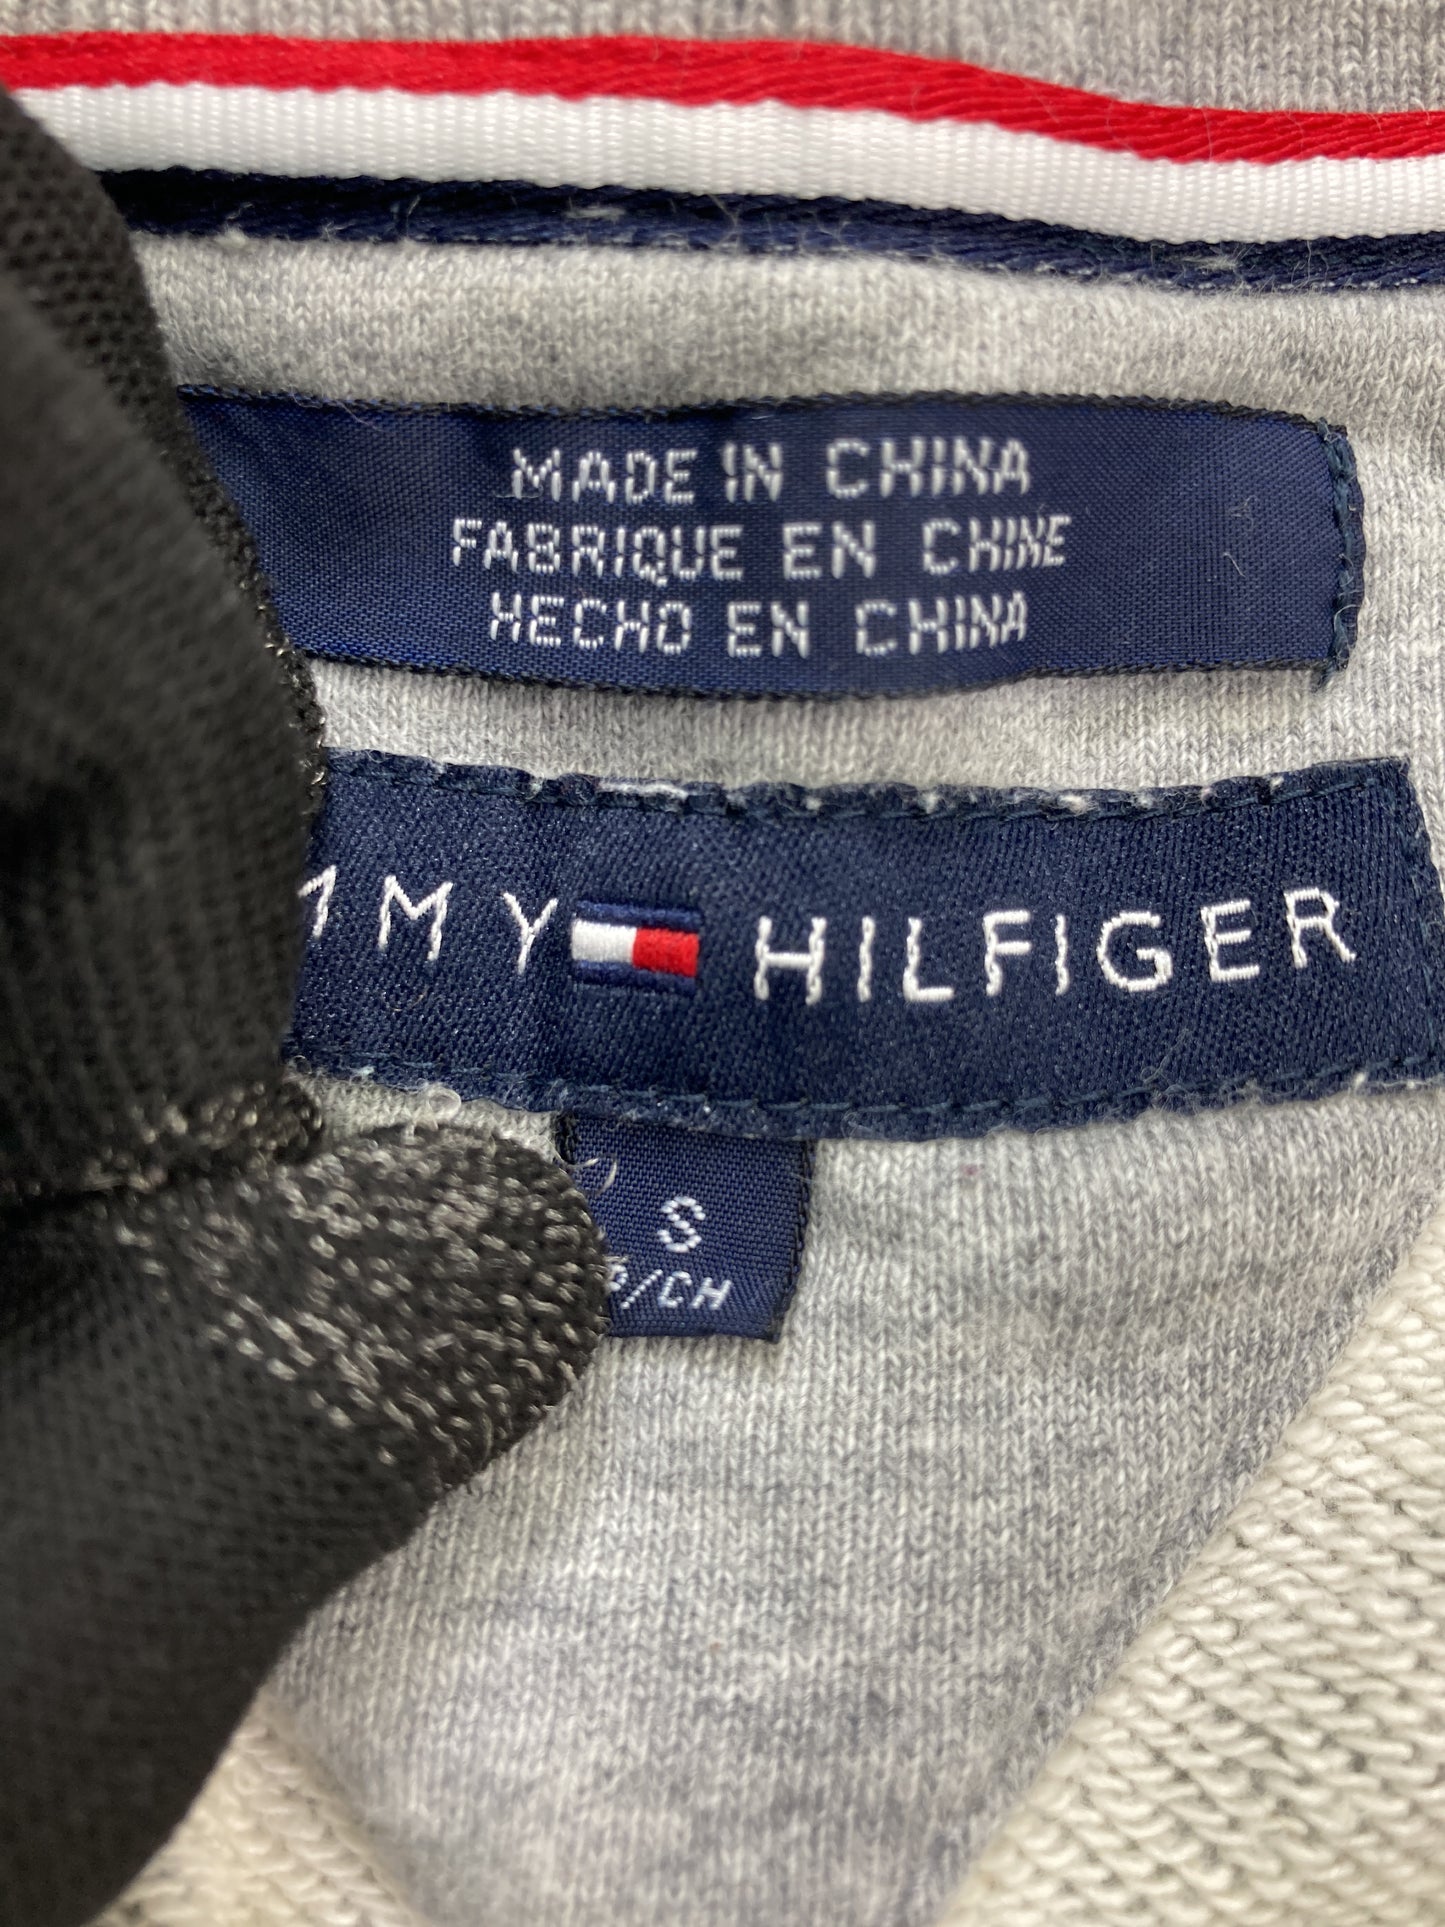 MADE IN CHINA
FABRIQUE EN CHINE
HECHO EN CHINA
MMY HILFIGER
S
P/CH